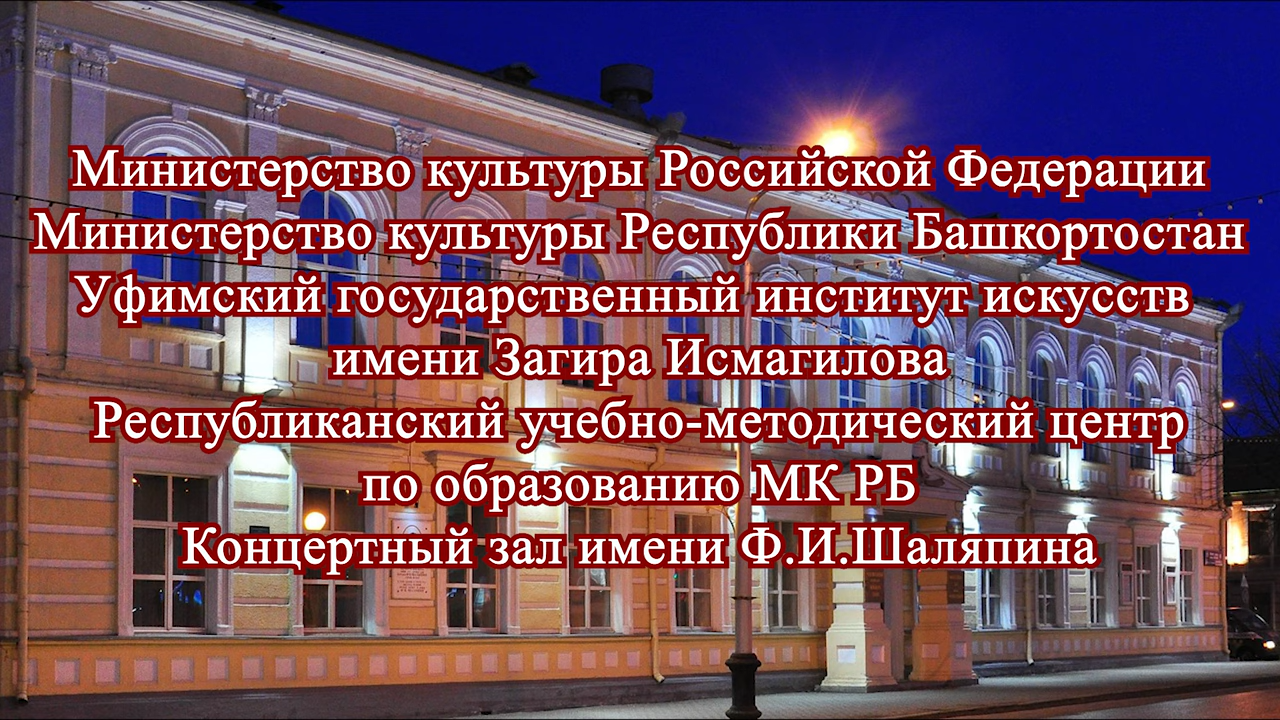 Министерство культуры Российской Федерации
Министерство культуры Республики Башкортостан
Уфимский государственный институт искусств
имени Загира Исмагилова
Республиканский учебно-методический центр
по образованию МК РБ
Концертный зал имени Ф.И.Шаляпина